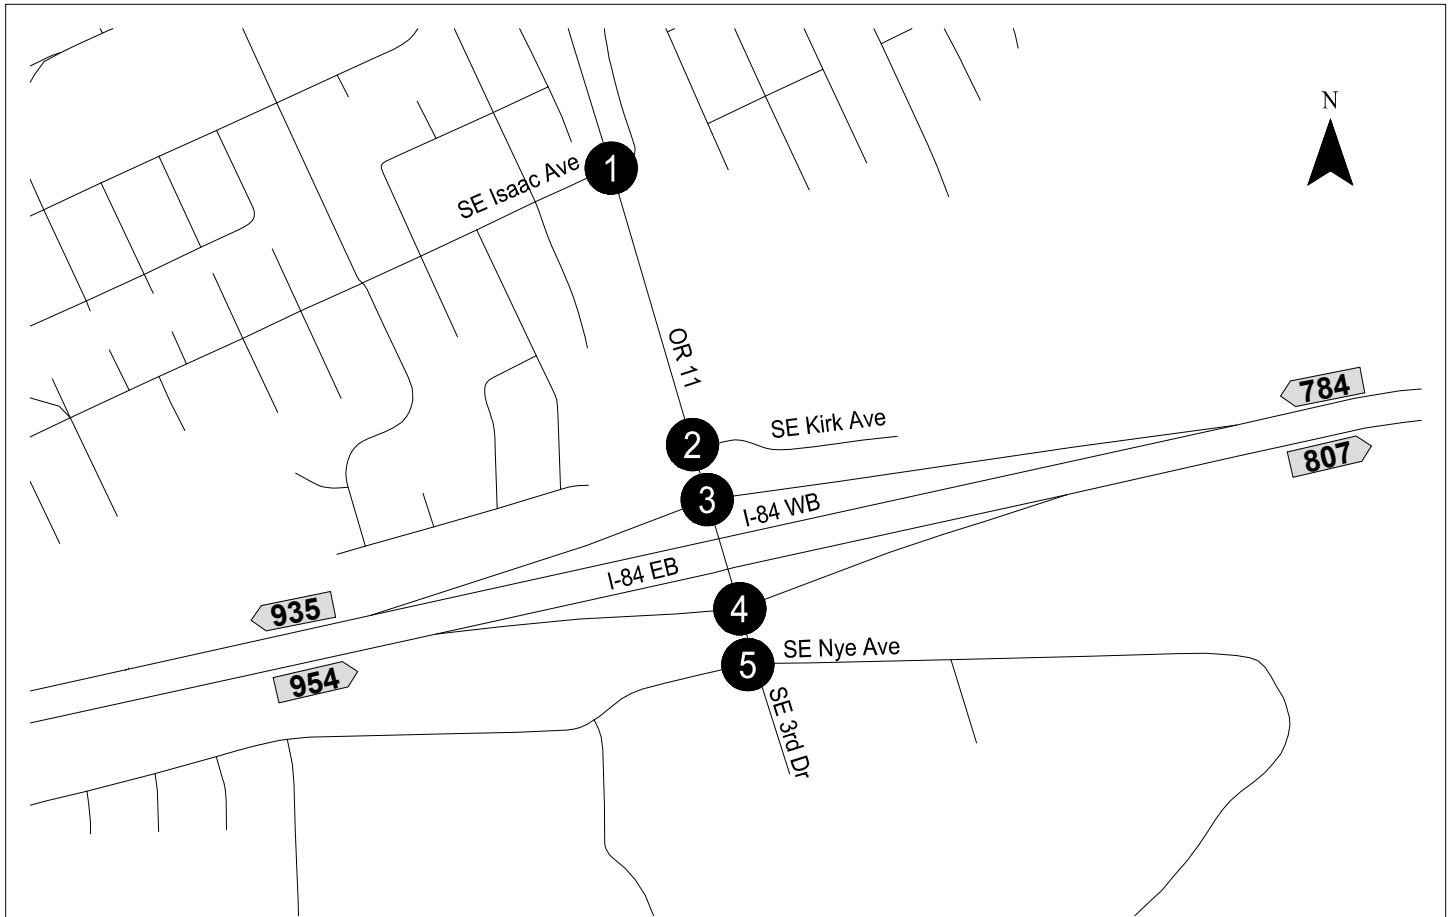 N
SE Isaac Ave
1
OR 11
784
2
SE Kirk Ave
807
3
I-84 WB
I-84 EB
935
4
954
5
SE Nye Ave
SE 3rd Dr